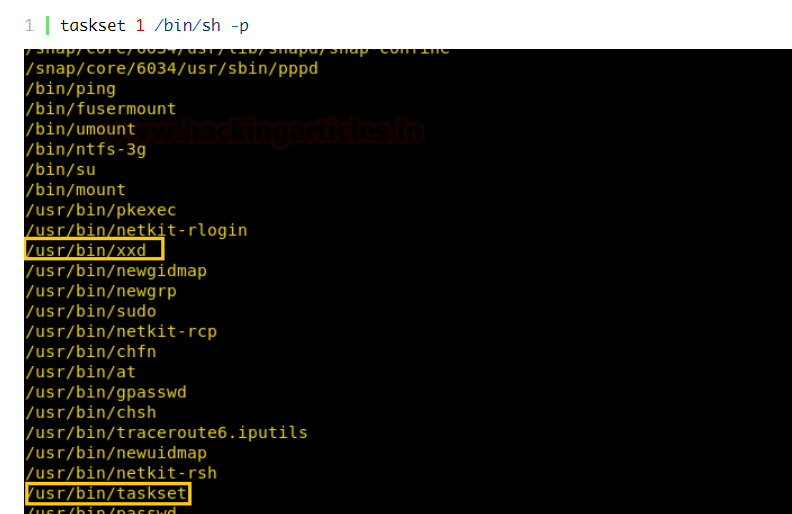 1 taskset 1 /bin/sh -p
/snap/core/6034/usr/lib/snapd/snap-confine
/snap/core/6034/usr/sbin/pppd
/bin/ping
/bin/fusermount
/bin/umount
www.hackingarticles.in
/bin/ntfs-3g
/bin/su
/bin/mount
/usr/bin/pkexec
/usr/bin/netkit-rlogin
/usr/bin/xxd
/usr/bin/newgidmap
/usr/bin/newgrp
/usr/bin/sudo
/usr/bin/netkit-rcp
/usr/bin/chfn
/usr/bin/at
/usr/bin/gpasswd
/usr/bin/chsh
/usr/bin/traceroute6.iputils
/usr/bin/newuidmap
/usr/bin/netkit-rsh
/usr/bin/taskset
/usr/bin/passwd